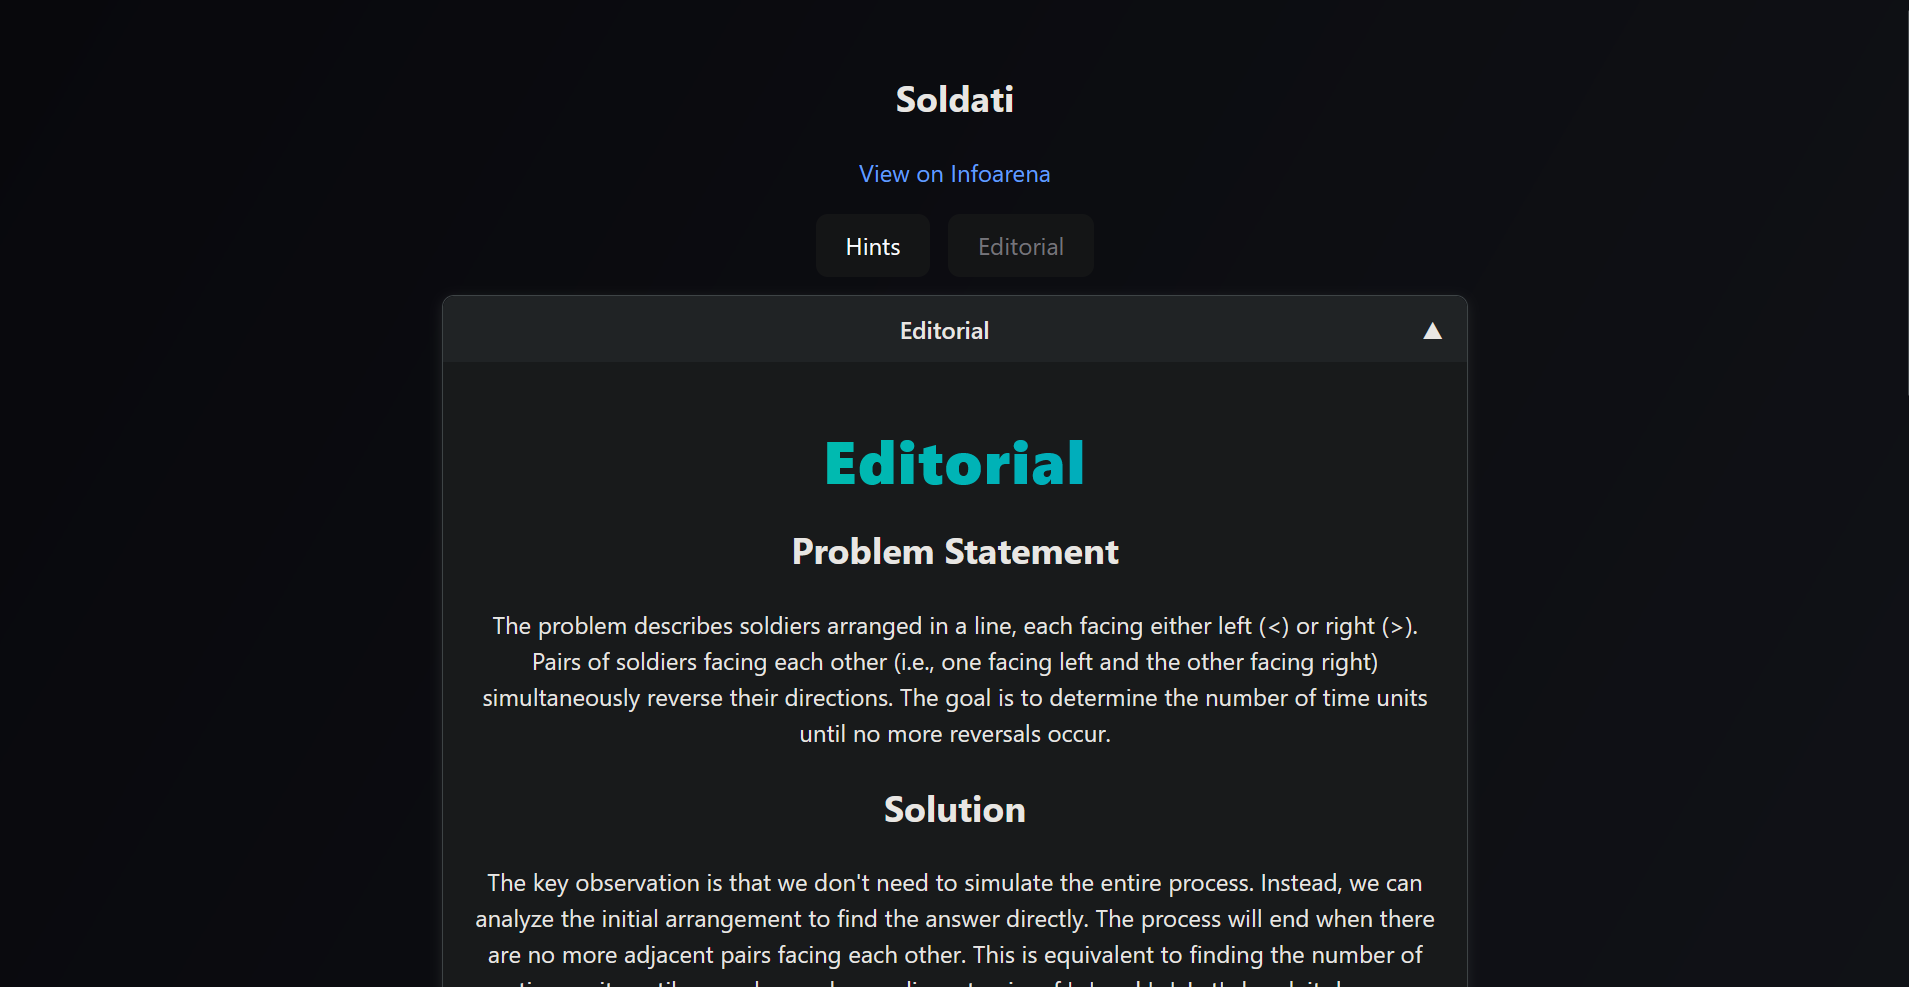 Soldati
View on Infoarena
Hints
Editorial
Editorial ▲
Editorial
Problem Statement
The problem describes soldiers arranged in a line, each facing either left (<) or right (>).
Pairs of soldiers facing each other (i.e., one facing left and the other facing right)
simultaneously reverse their directions. The goal is to determine the number of time units
until no more reversals occur.
Solution
The key observation is that we don't need to simulate the entire process. Instead, we can
analyze the initial arrangement to find the answer directly. The process will end when there
are no more adjacent pairs facing each other. This is equivalent to finding the number of